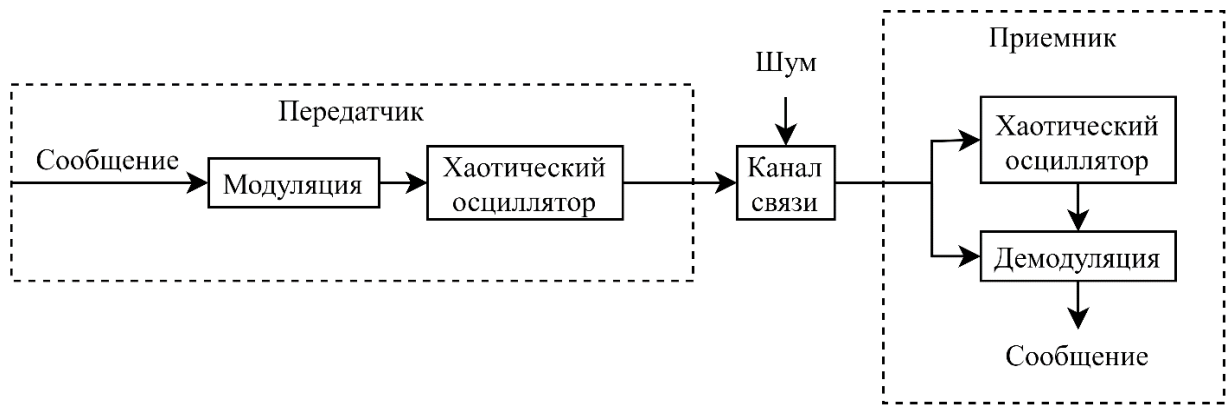 Передатчик
Сообщение
Модуляция
Хаотический
осциллятор
Шум
Канал
связи
Приемник
Хаотический
осциллятор
Демодуляция
Сообщение